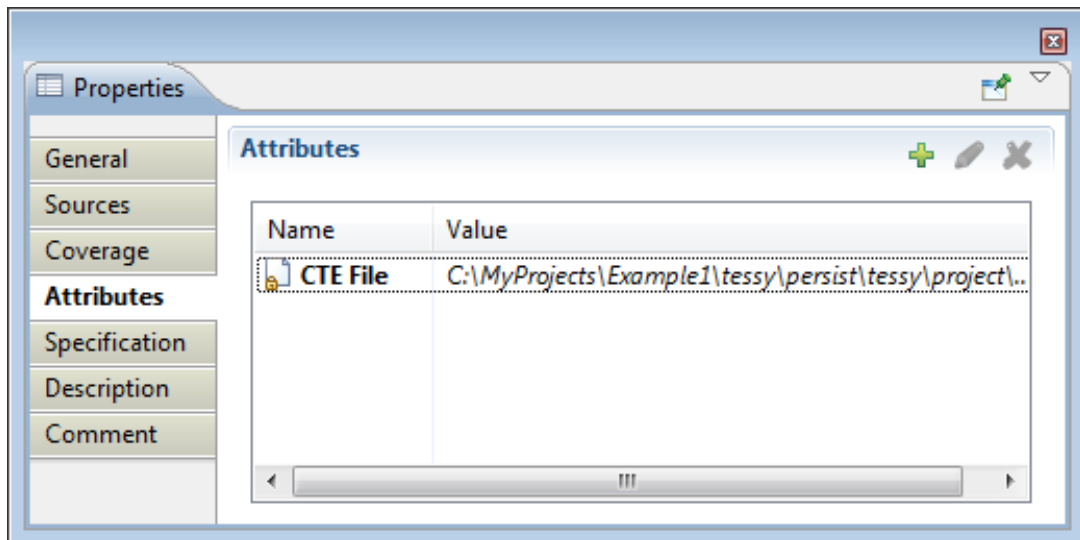 Properties
General
Sources
Coverage
Attributes
Specification
Description
Comment
Attributes
Name Value
CTE File C:\MyProjects\Example1\tessy\persist\tessy\project\..